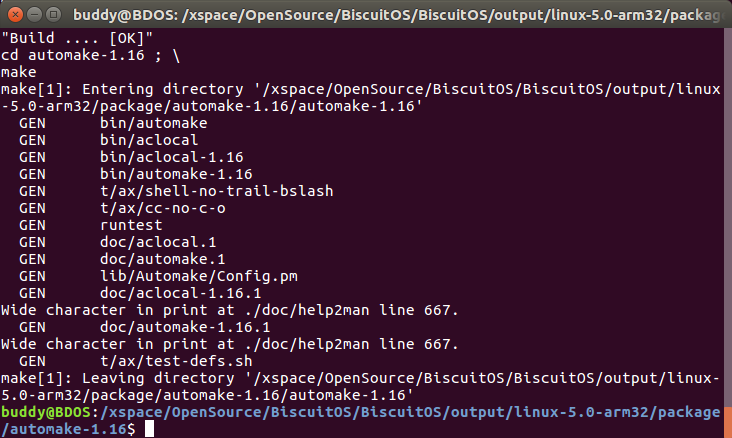 buddy@BDOS: /xspace/OpenSource/BiscuitOS/BiscuitOS/output/linux-5.0-arm32/package
"Build .... [OK]"
cd automake-1.16 ; \
make
make[1]: Entering directory '/xspace/OpenSource/BiscuitOS/BiscuitOS/output/linux
-5.0-arm32/package/automake-1.16/automake-1.16'
  GEN      bin/automake
  GEN      bin/aclocal
  GEN      bin/aclocal-1.16
  GEN      bin/automake-1.16
  GEN      t/ax/shell-no-trail-bslash
  GEN      t/ax/cc-no-c-o
  GEN      runtest
  GEN      doc/aclocal.1
  GEN      doc/automake.1
  GEN      lib/Automake/Config.pm
  GEN      doc/aclocal-1.16.1
Wide character in print at ./doc/help2man line 667.
  GEN      doc/automake-1.16.1
Wide character in print at ./doc/help2man line 667.
  GEN      t/ax/test-defs.sh
make[1]: Leaving directory '/xspace/OpenSource/BiscuitOS/BiscuitOS/output/linux-
5.0-arm32/package/automake-1.16/automake-1.16'
buddy@BDOS:/xspace/OpenSource/BiscuitOS/BiscuitOS/output/linux-5.0-arm32/package
/automake-1.16$